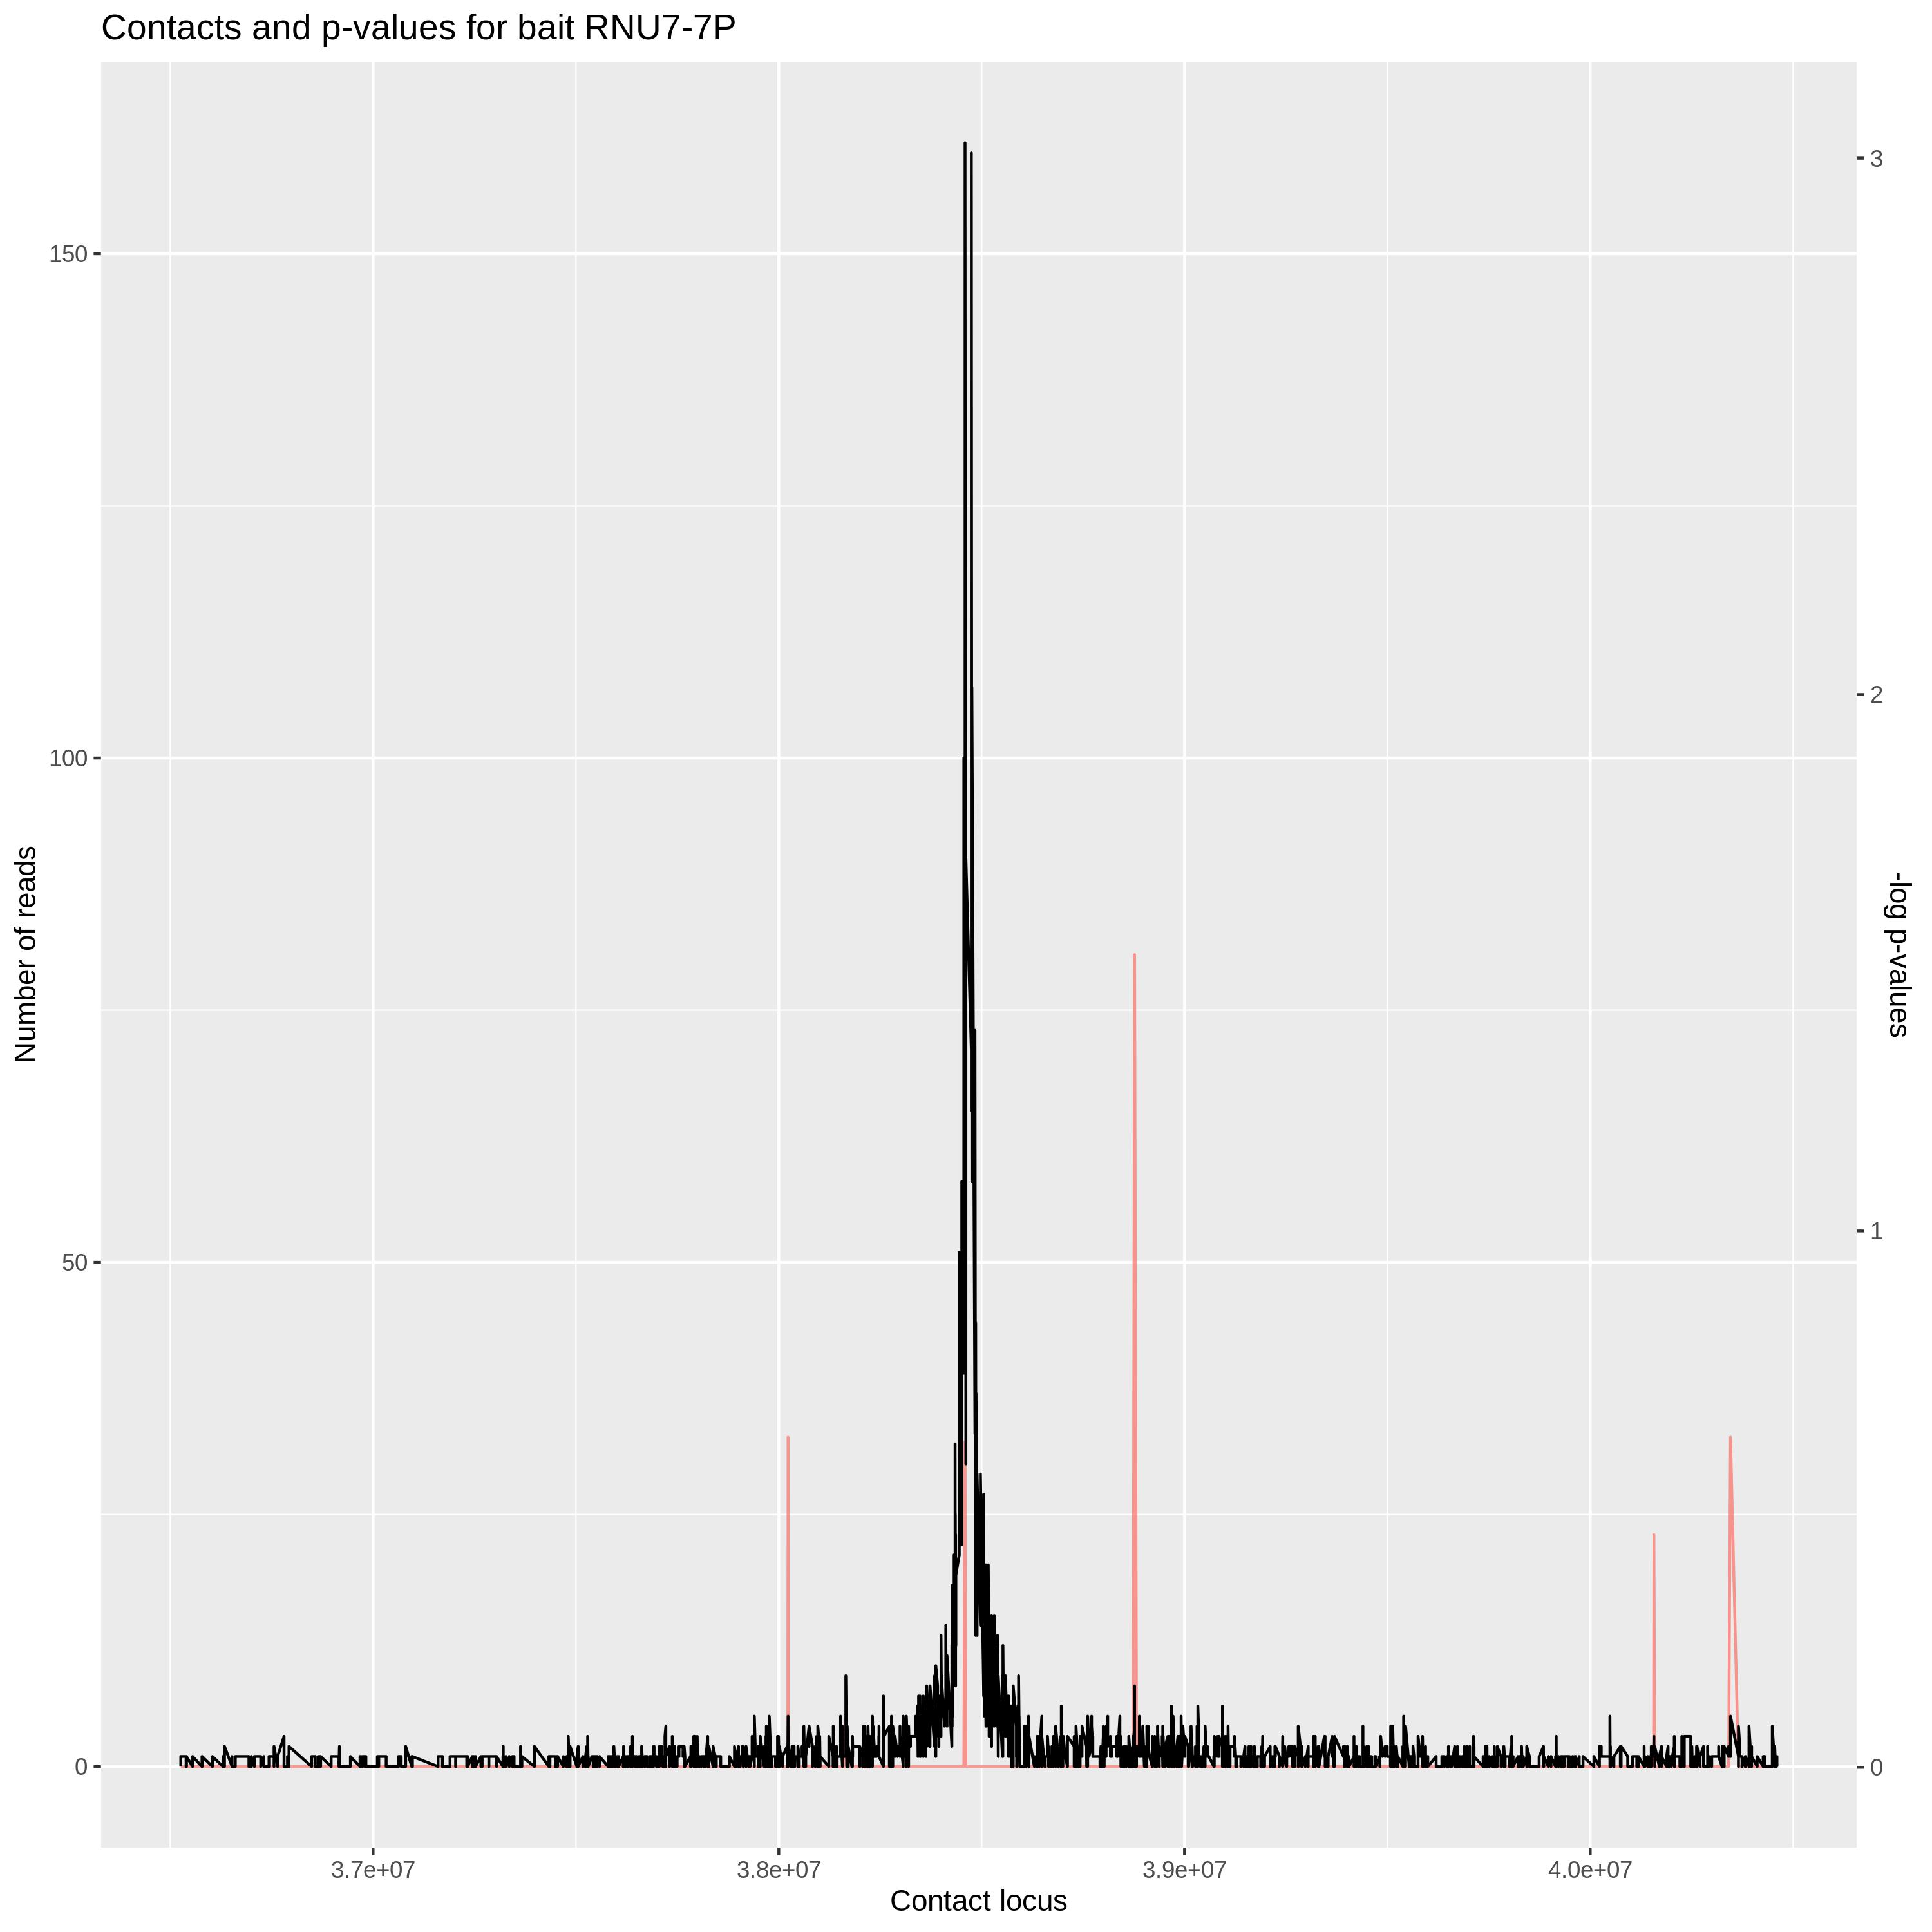 Contacts and p-values for bait RNU7-7P
150
100
50
0
3
2
1
0
Number of reads
-log p-values
3.7e+07 3.8e+07 3.9e+07 4.0e+07
Contact locus